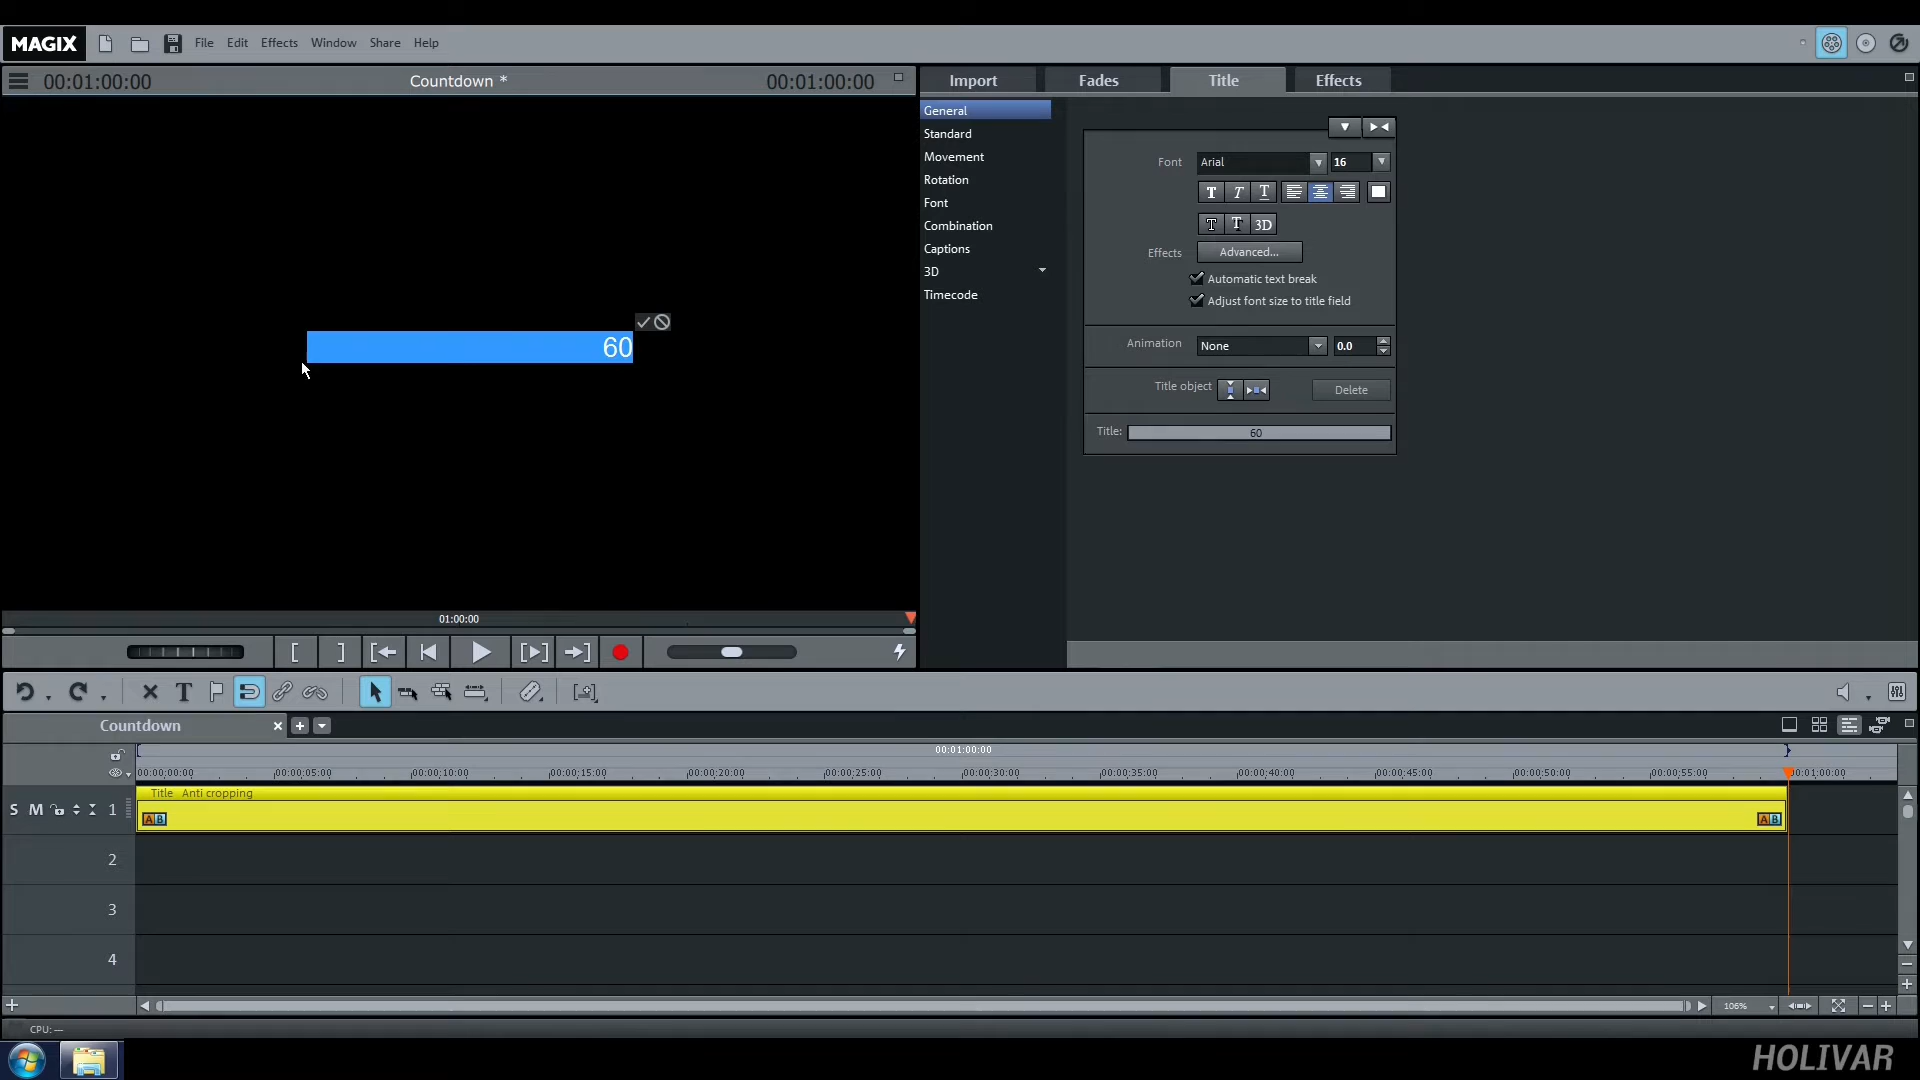 MAGIX File Edit Effects Window Share Help
00:01:00:00 Countdown * 00:01:00:00
Import Fades Title Effects
General
Standard
Movement
Rotation
Font
Combination
Captions
3D
Timecode
Font Arial 16
T T T
T T 3D
Effects Advanced...
Automatic text break
Adjust font size to title field
Animation None 0.0
Title object Delete
Title: 60
60
01:00:00
[ ]
T
Countdown
00:01:00:00
00:00:00:00 00:00:05:00 00:00:10:00 00:00:15:00 00:00:20:00 00:00:25:00 00:00:30:00 00:00:35:00 00:00:40:00 00:00:45:00 00:00:50:00 00:00:55:00 00:01:00:00
Title Anti cropping
S M 1
AB AB
2
3
4
106%
CPU: —
HOLIVAR